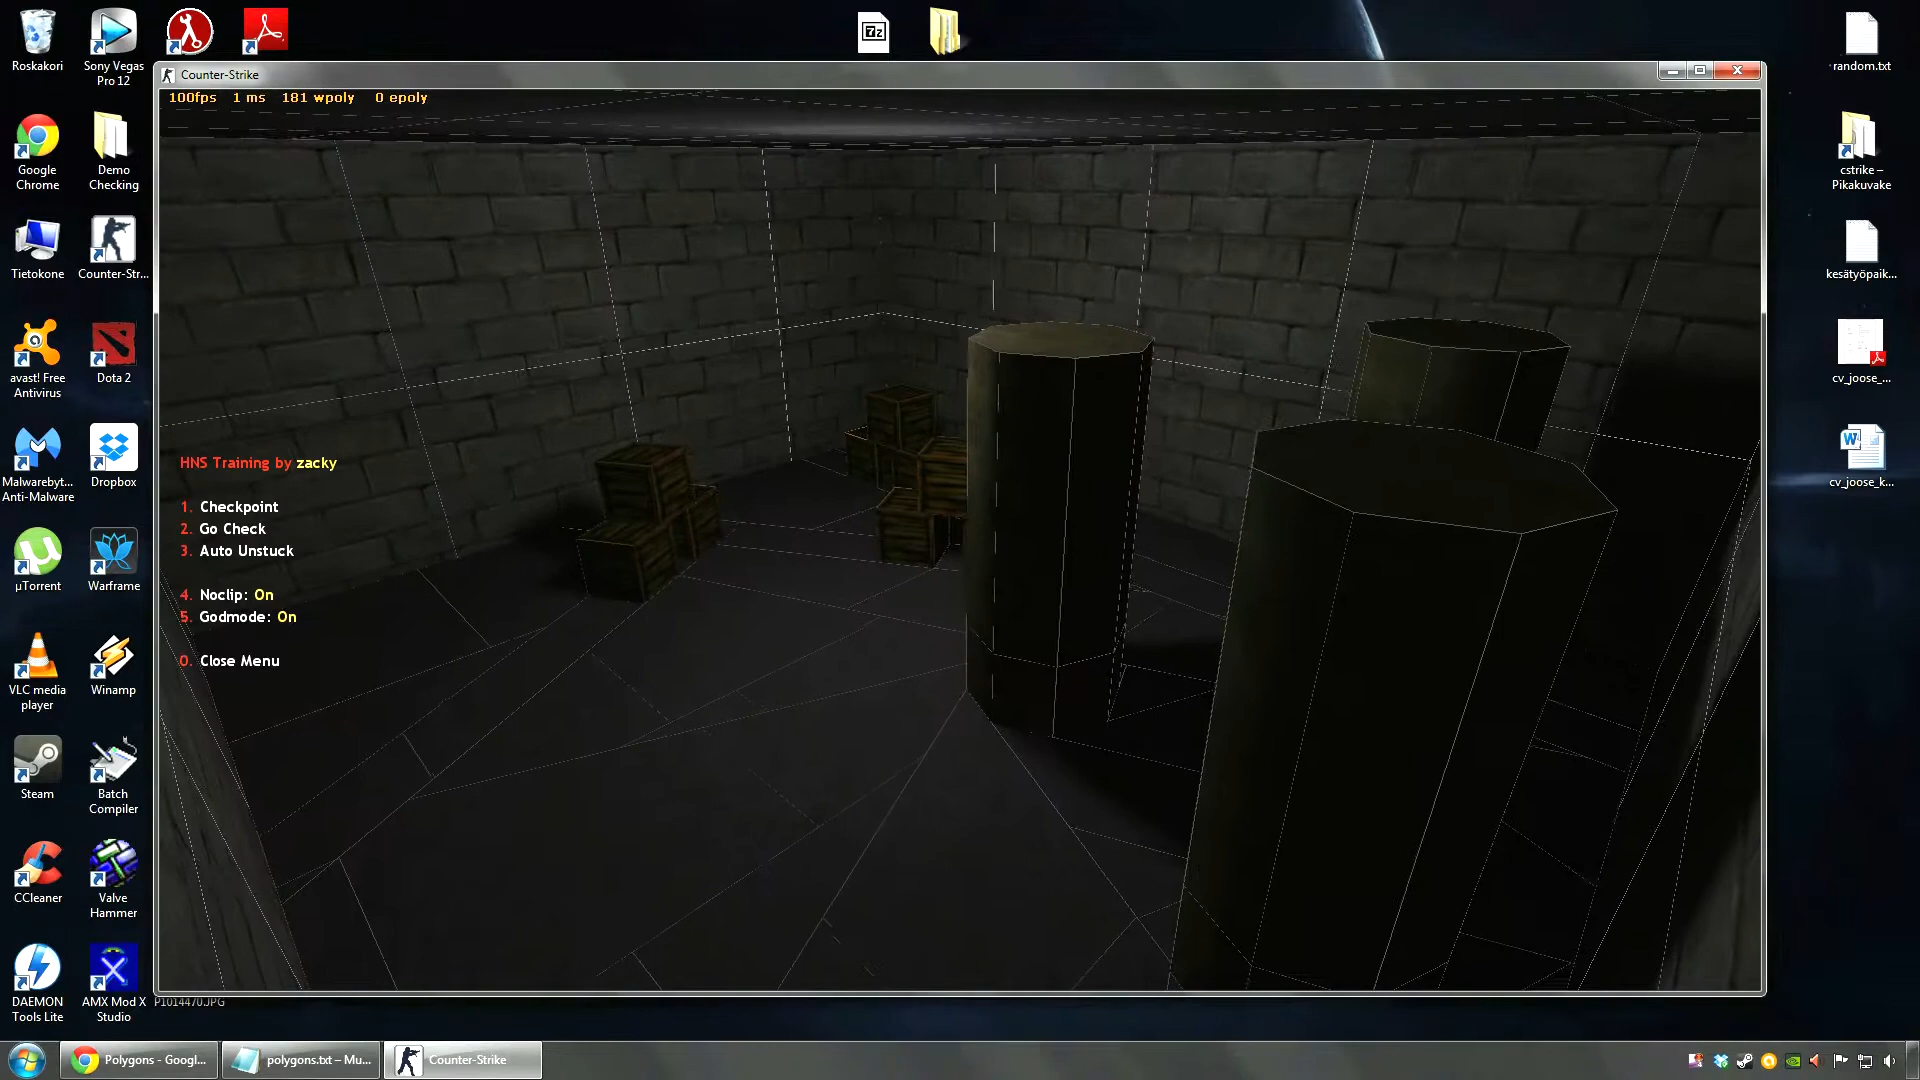 Roskakori
Sony Vegas
Pro 12
random.txt
Counter-Strike
100fps 1 ms 181 wpoly 0 epoly
Google
Chrome
Demo
Checking
cstrike –
Pikakuvake
Tietokone
Counter-Str...
kesätyöpaik...
avast! Free
Antivirus
Dota 2
cv_joose_...
HNS Training by zacky
1. Checkpoint
2. Go Check
3. Auto Unstuck
4. Noclip: On
5. Godmode: On
0. Close Menu
Malwarebyt...
Anti-Malware
Dropbox
cv_joose_k...
µTorrent
Warframe
VLC media
player
Winamp
Steam
Batch
Compiler
CCleaner
Valve
Hammer
DAEMON
Tools Lite
AMX Mod X
Studio
P1014470.JPG
7z
Polygons - Googl...
polygons.txt – Mu...
Counter-Strike